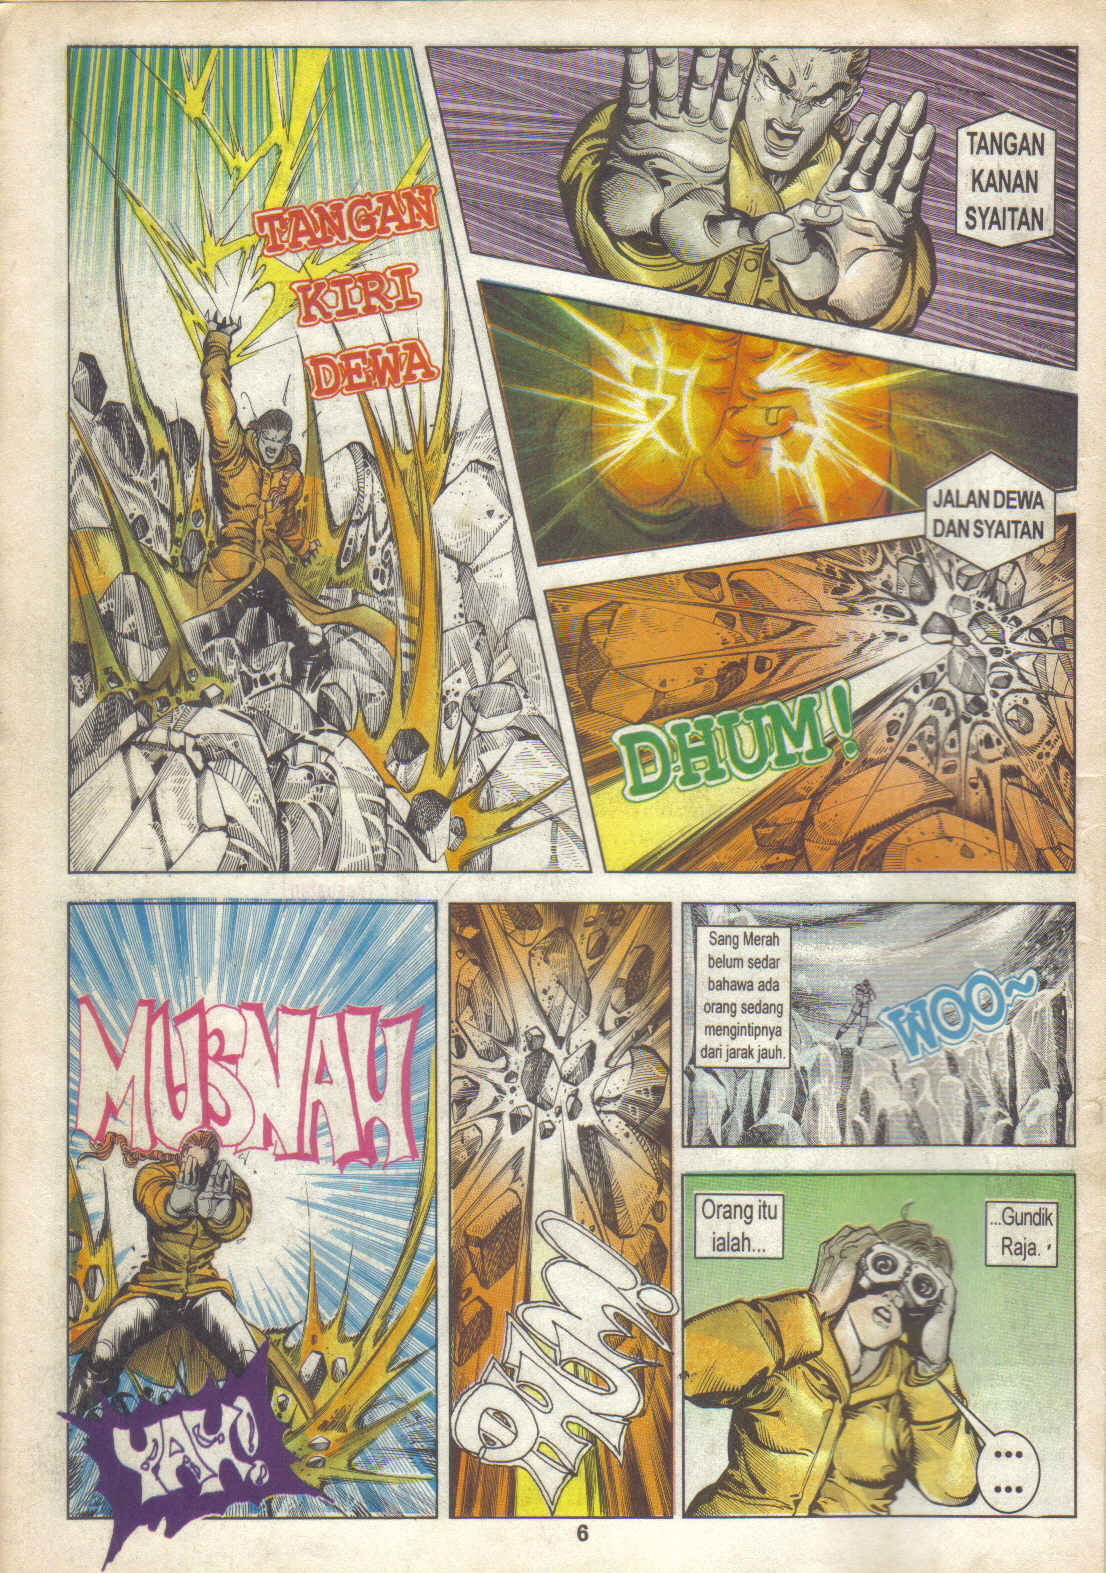 TANGAN
KIRI
DEWA
TANGAN
KANAN
SYAITAN
JALAN DEWA
DAN SYAITAN
DHUM!
MUSNAH
YAH!
DHUM!
Sang Merah
belum sedar
bahawa ada
orang sedang
mengintipnya
dari jarak jauh.
WOO~
Orang itu
ialah...
...Gundik
Raja.
...
...
6